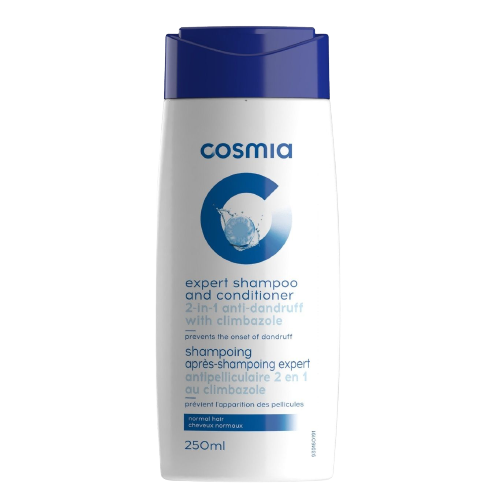 cosmia
expert shampoo
and conditioner
2-in-1 anti-dandruff
with climbazole
prevents the onset of dandruff
shampoing
après-shampoing expert
antipelliculaire 2 en 1
au climbazole
prévient l'apparition des pellicules
normal hair
cheveux normaux
250ml